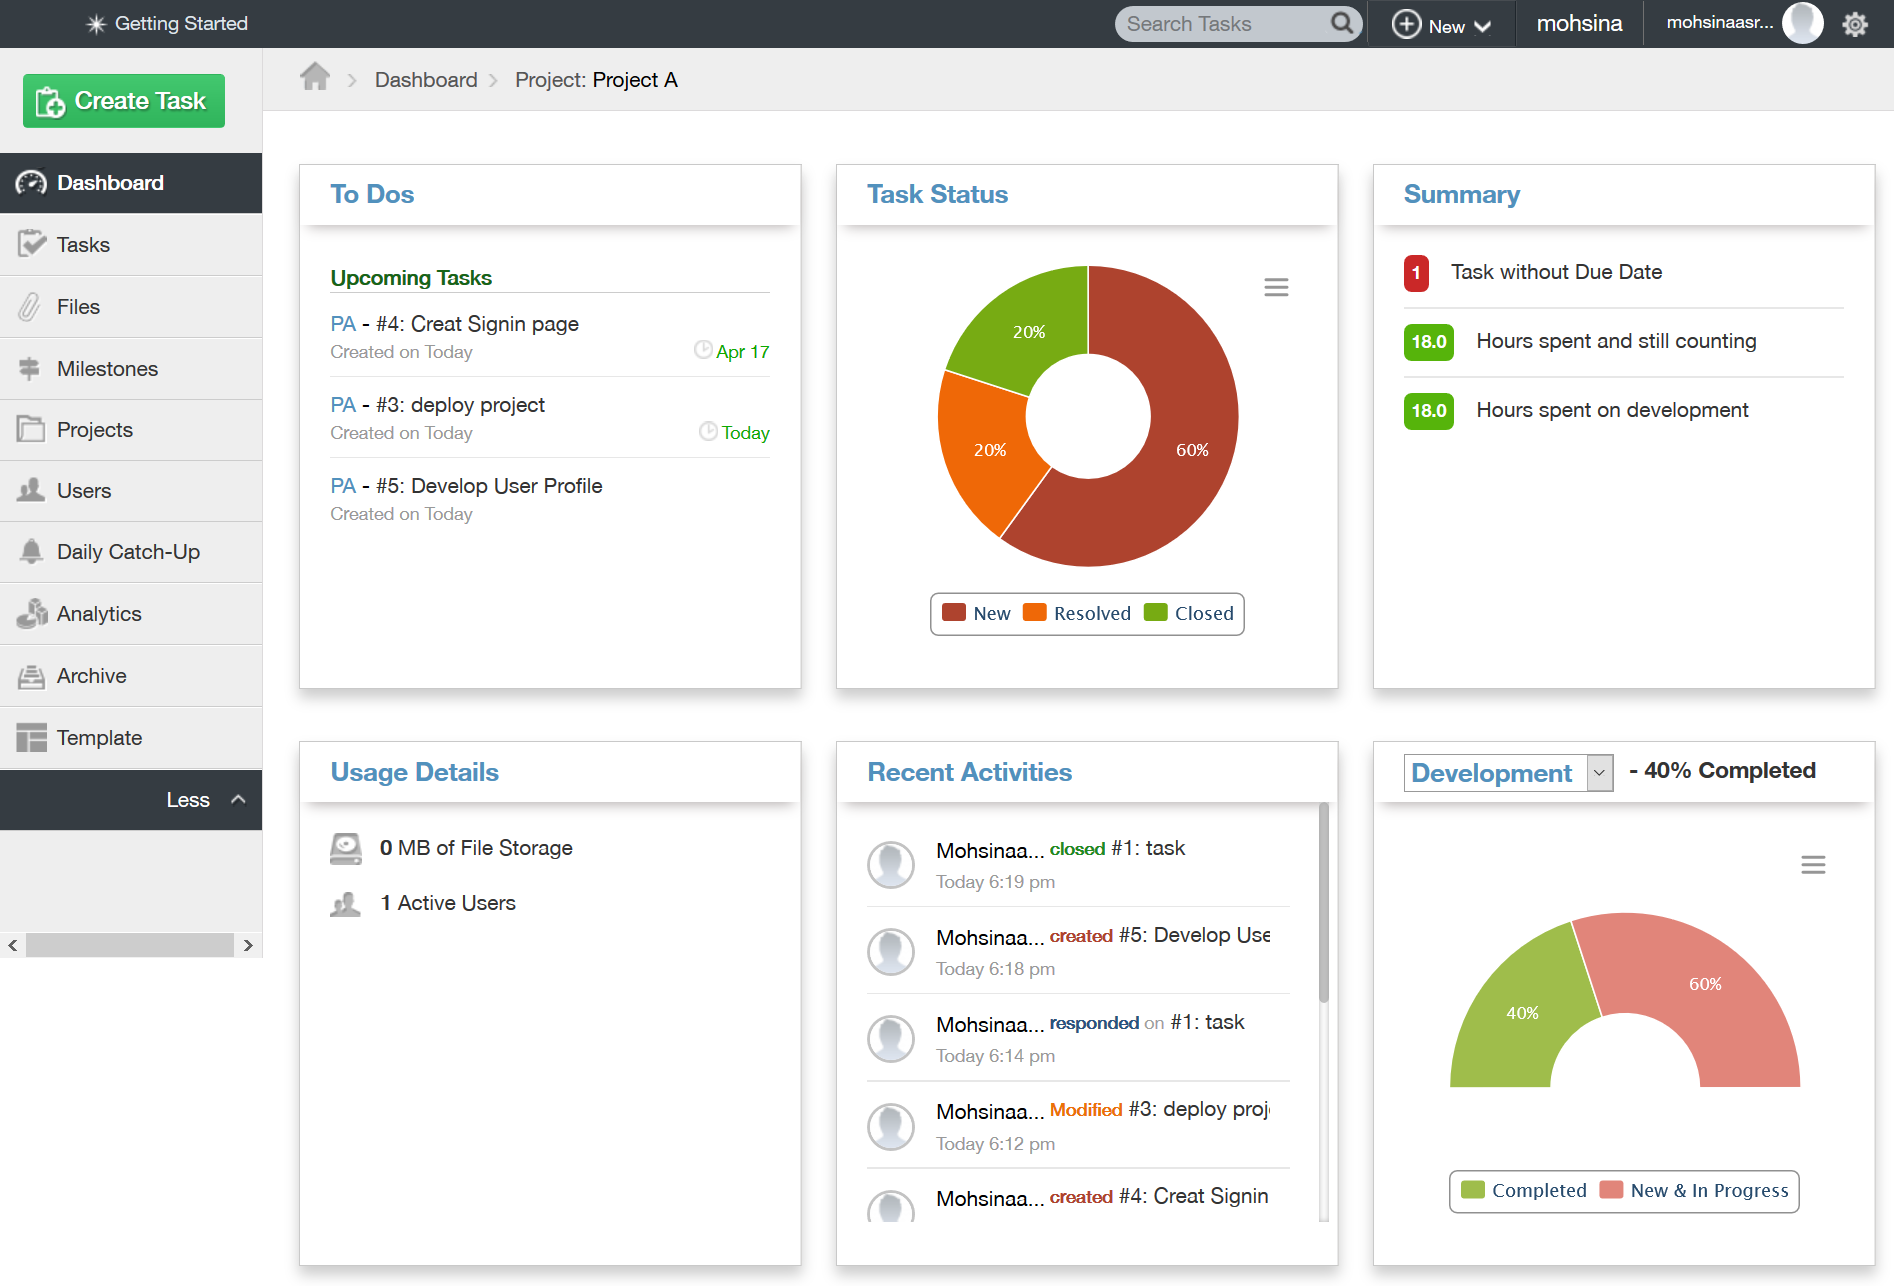 Getting Started
Search Tasks
New
mohsina
mohsinaasr...
Create Task
Dashboard
Tasks
Files
Milestones
Projects
Users
Daily Catch-Up
Analytics
Archive
Template
Less
Dashboard
Project: Project A
To Dos
Upcoming Tasks
PA - #4: Creat Signin page
Created on Today
Apr 17
PA - #3: deploy project
Created on Today
Today
PA - #5: Develop User Profile
Created on Today
Task Status
20%
20%
60%
New Resolved Closed
Summary
1 Task without Due Date
18.0 Hours spent and still counting
18.0 Hours spent on development
Usage Details
0 MB of File Storage
1 Active Users
Recent Activities
Mohsinaa... closed #1: task
Today 6:19 pm
Mohsinaa... created #5: Develop Use
Today 6:18 pm
Mohsinaa... responded on #1: task
Today 6:14 pm
Mohsinaa... Modified #3: deploy proj
Today 6:12 pm
Mohsinaa... created #4: Creat Signin
Development - 40% Completed
60%
40%
Completed New & In Progress